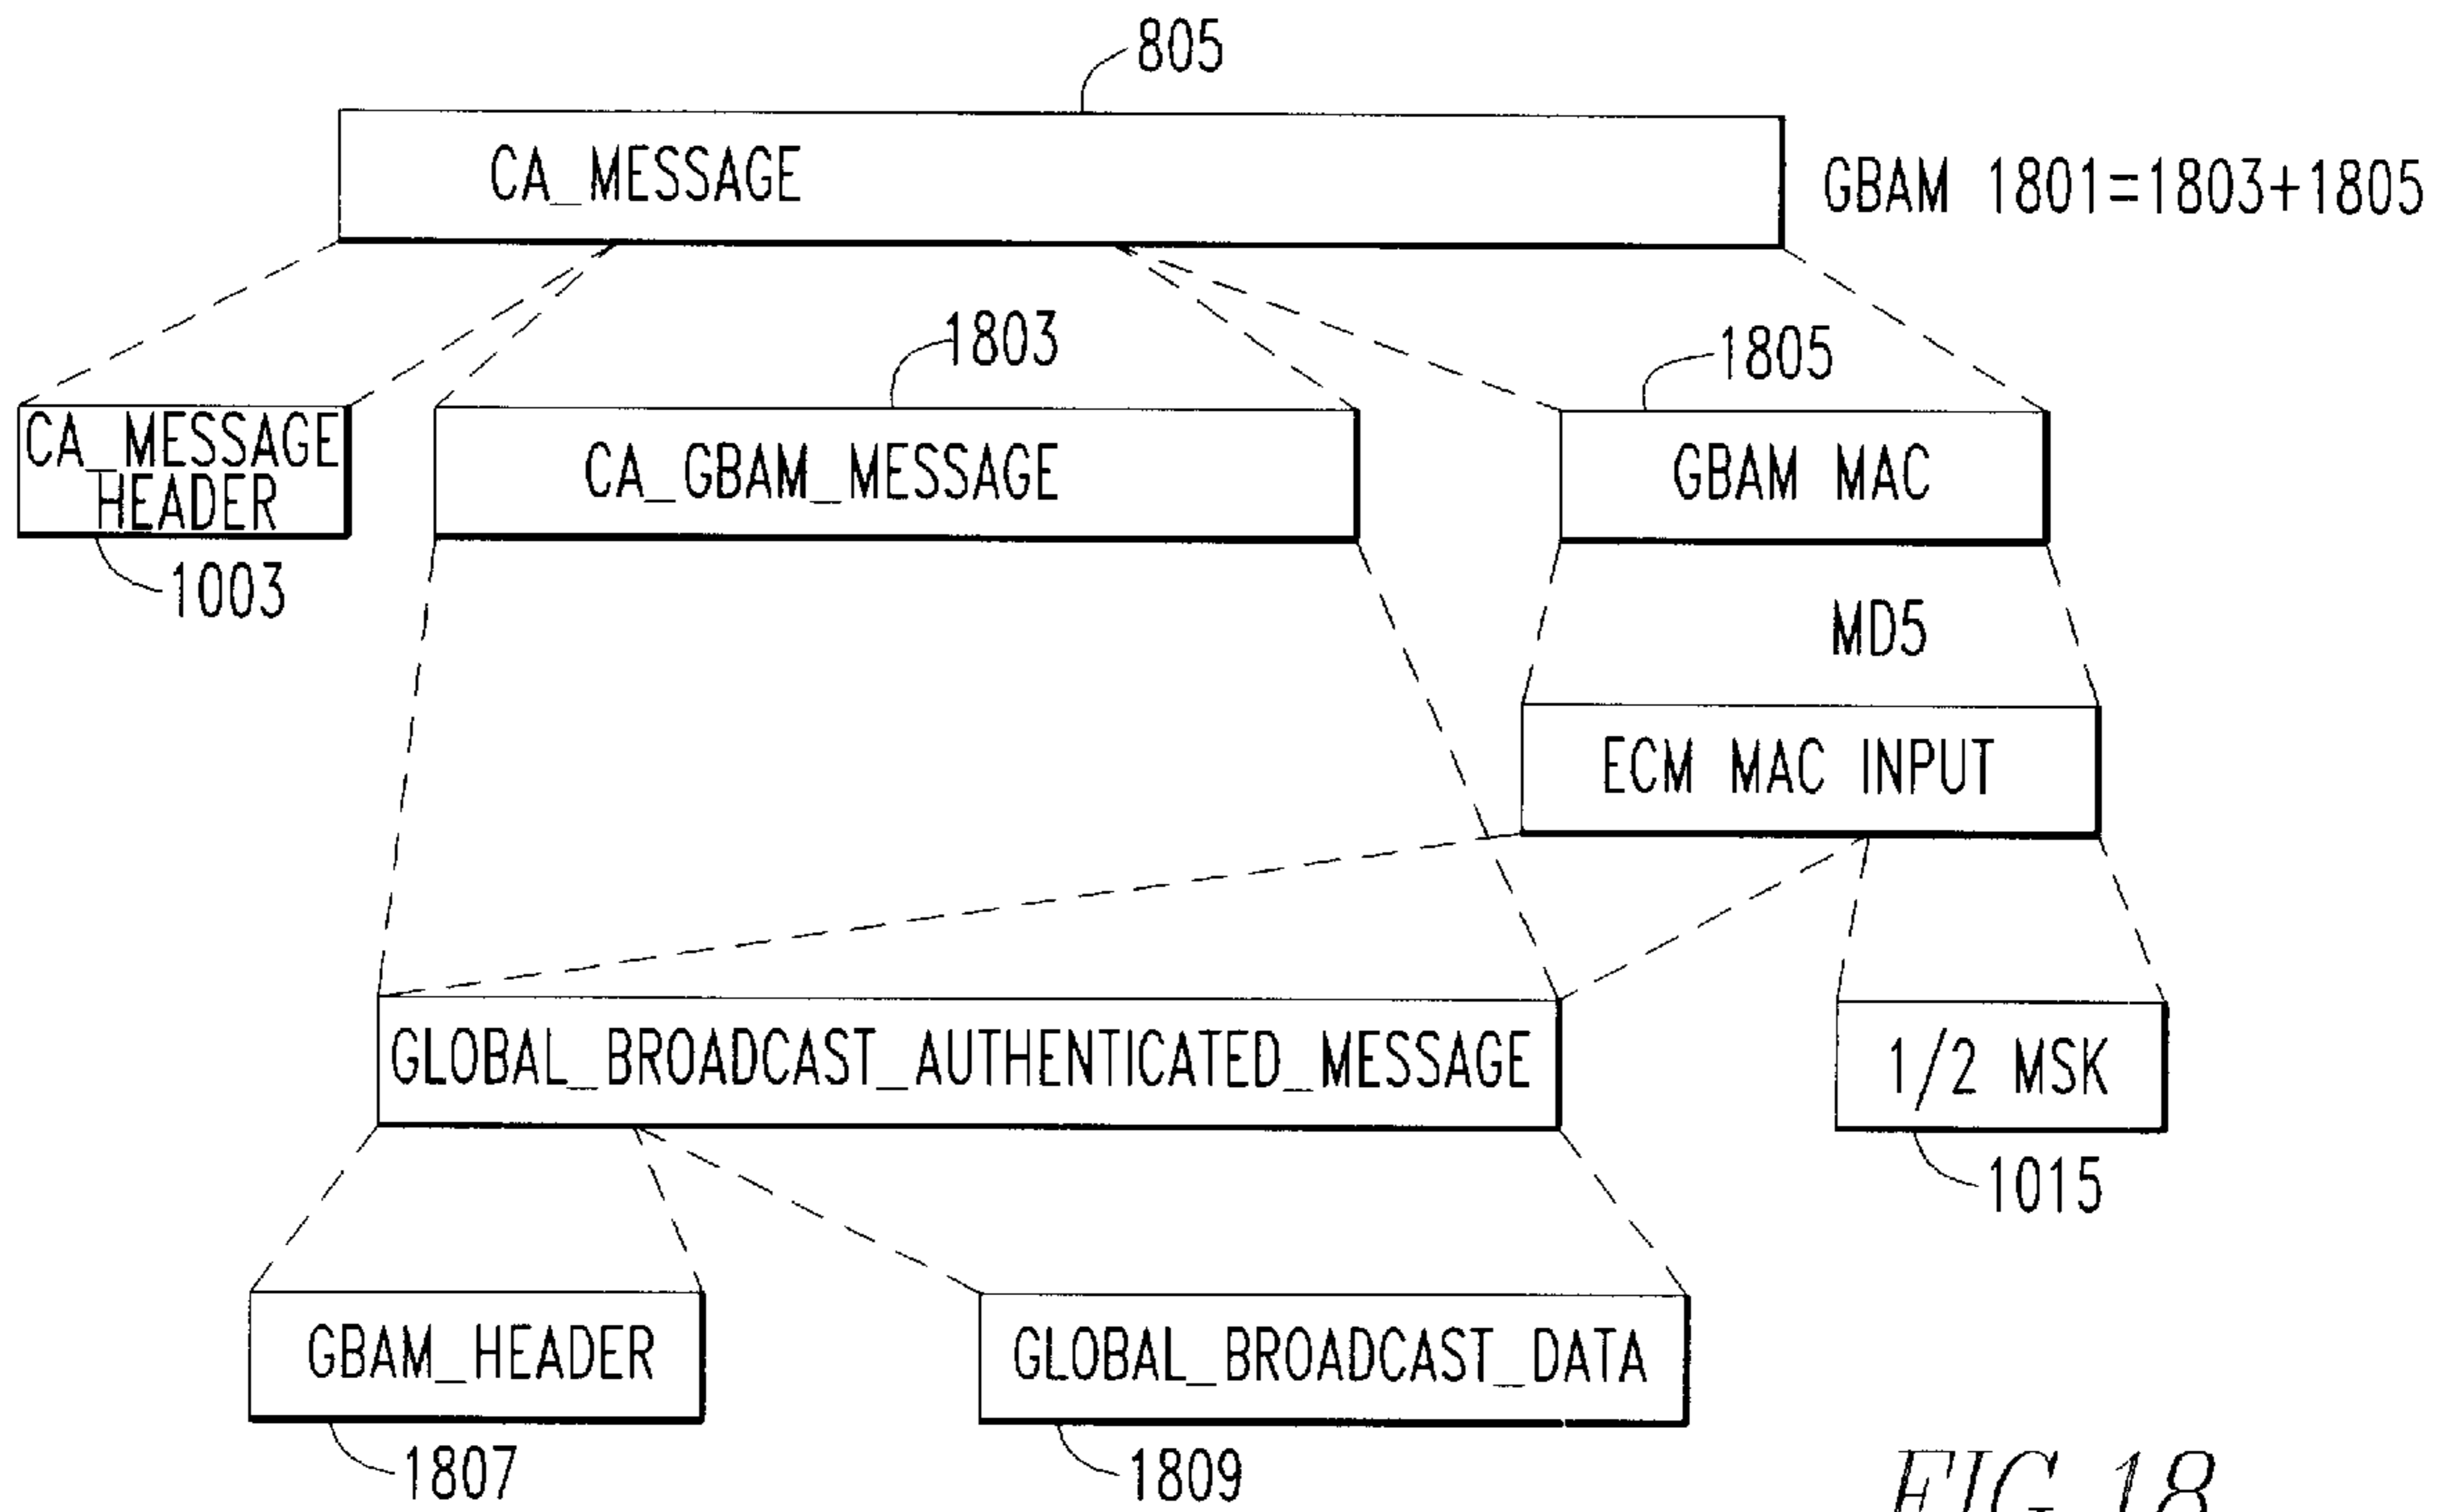 805
CA_MESSAGE
GBAM 1801=1803+1805
1803
1805
CA_MESSAGE
HEADER
CA_GBAM_MESSAGE
GBAM MAC
1003
MD5
ECM MAC INPUT
GLOBAL_BROADCAST_AUTHENTICATED_MESSAGE
1/2 MSK
1015
GBAM_HEADER
GLOBAL_BROADCAST_DATA
1807
1809
FIG. 18